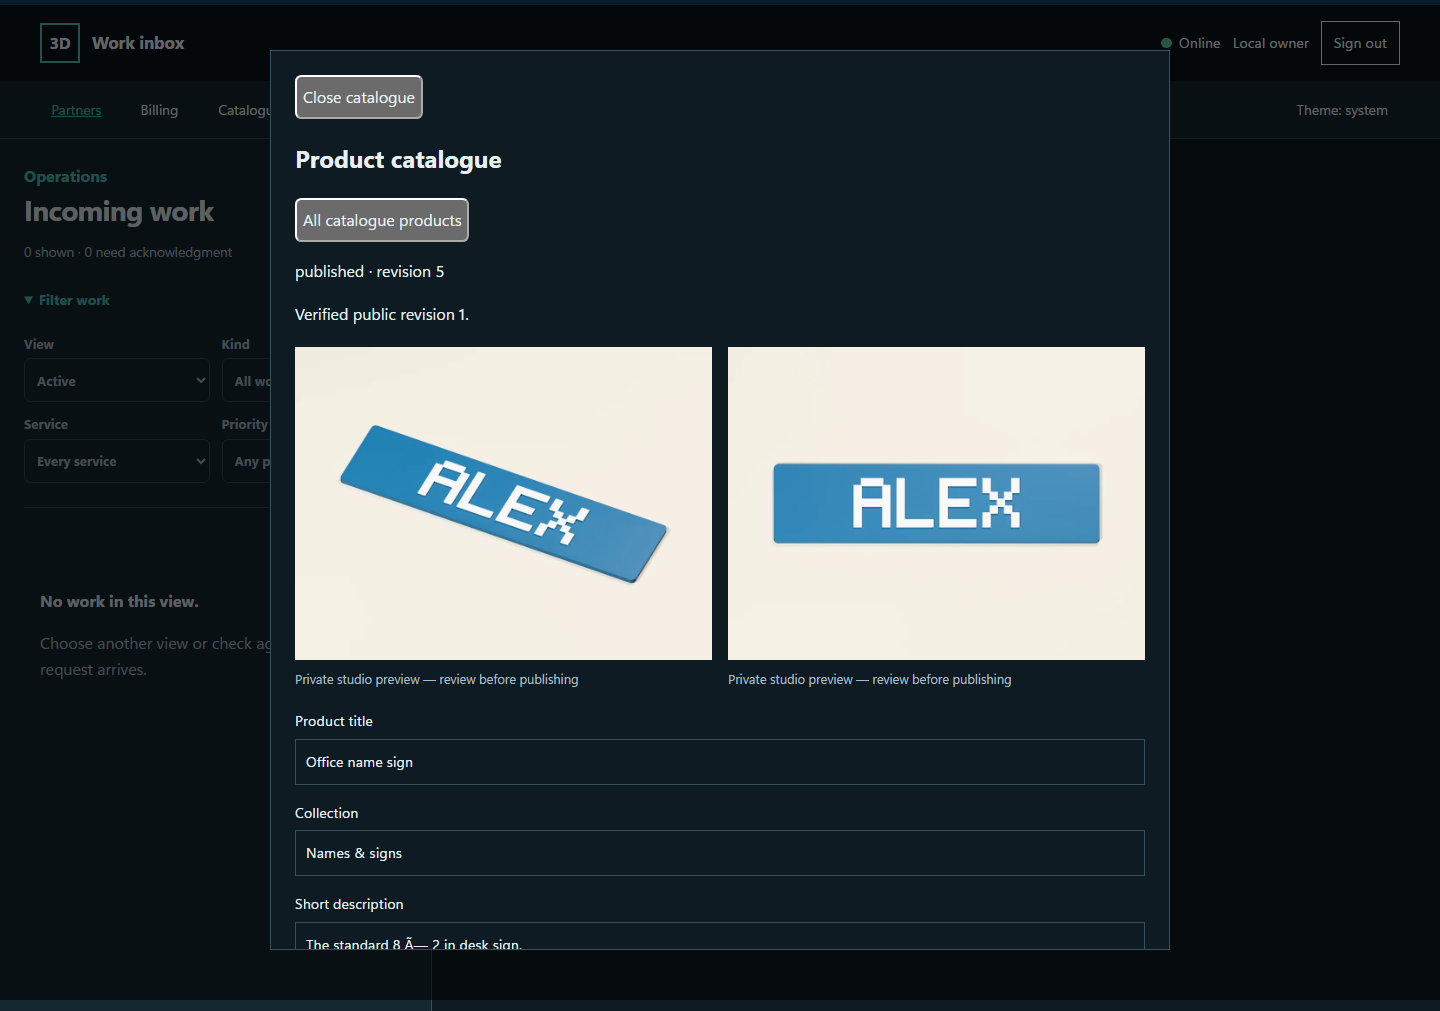 3D Work inbox
Online Local owner Sign out
Partners Billing Catalogu
Theme: system
Operations
Incoming work
0 shown · 0 need acknowledgment
▼ Filter work
View Kind
Active All wo
Service Priority
Every service Any p
No work in this view.
Choose another view or check ag
request arrives.
Close catalogue
Product catalogue
All catalogue products
published · revision 5
Verified public revision 1.
ALEX
ALEX
Private studio preview — review before publishing
Private studio preview — review before publishing
Product title
Office name sign
Collection
Names & signs
Short description
The standard 8 Ã— 2 in desk sign.